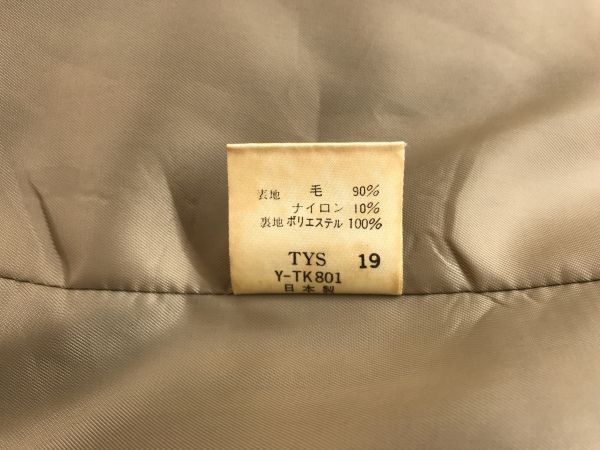 表地 毛 90%
ナイロン 10%
裏地 ポリエステル 100%
TYS 19
Y-TK801
日本製